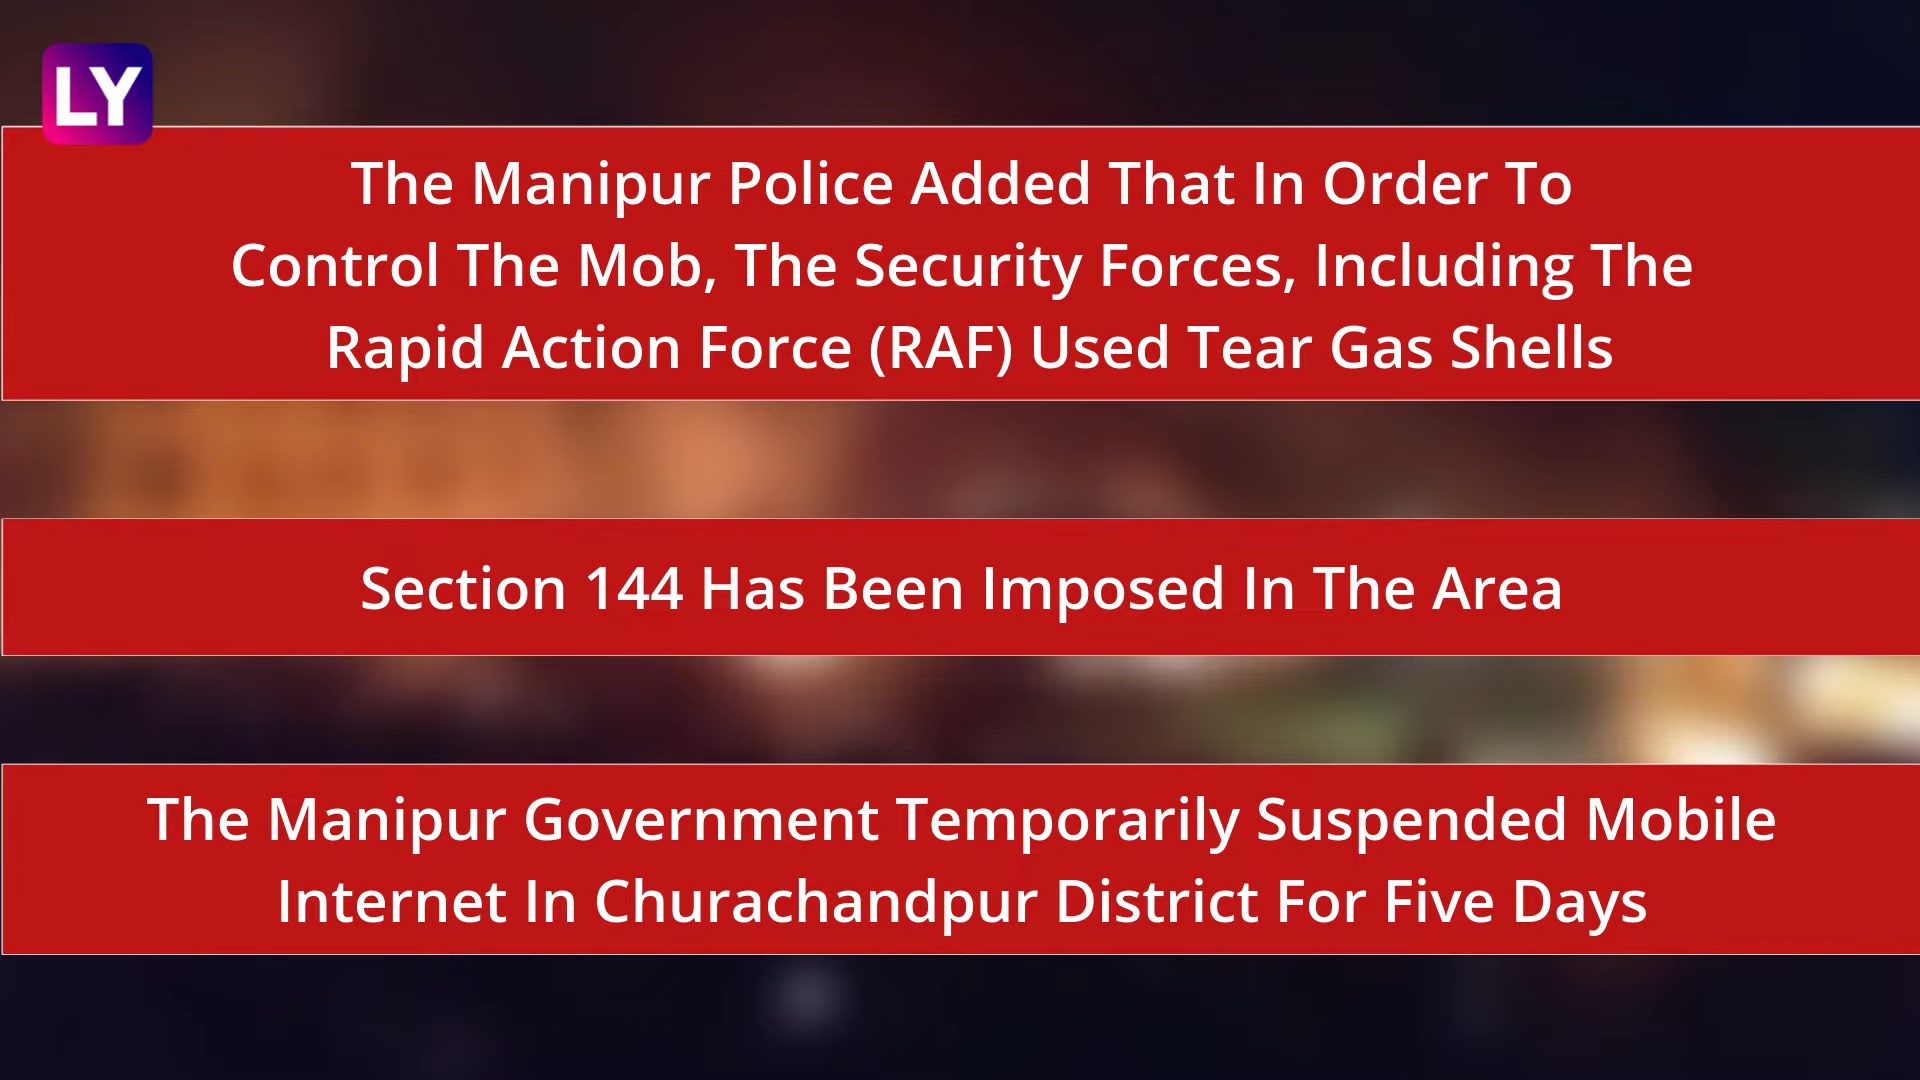 LY
The Manipur Police Added That In Order To
Control The Mob, The Security Forces, Including The
Rapid Action Force (RAF) Used Tear Gas Shells
Section 144 Has Been Imposed In The Area
The Manipur Government Temporarily Suspended Mobile
Internet In Churachandpur District For Five Days